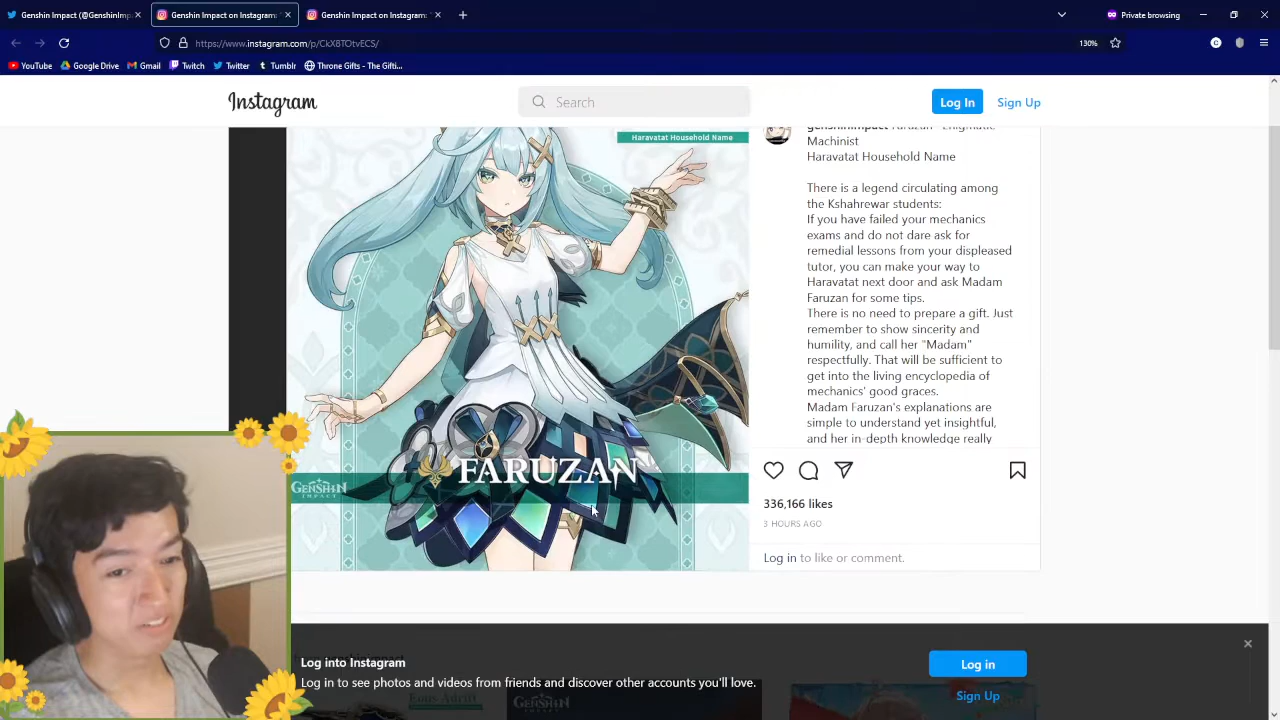 Genshin Impact (@GenshinImp
Genshin Impact on Instagram:
Genshin Impact on Instagram:
Private browsing
https://www.instagram.com/p/CkX8TOtvECS/
130%
YouTube
Google Drive
Gmail
Twitch
Twitter
Tumblr
Throne Gifts - The Gifti...
Instagram
Search
Log In
Sign Up
Haravatat Household Name
genshinimpact Faruzan · Enigmatic
Machinist
Haravatat Household Name
There is a legend circulating among
the Kshahrewar students:
If you have failed your mechanics
exams and do not dare ask for
remedial lessons from your displeased
tutor, you can make your way to
Haravatat next door and ask Madam
Faruzan for some tips.
There is no need to prepare a gift. Just
remember to show sincerity and
humility, and call her "Madam"
respectfully. That will be sufficient to
get into the living encyclopedia of
mechanics' good graces.
Madam Faruzan's explanations are
simple to understand yet insightful,
and her in-depth knowledge really
GENSHIN
IMPACT
FARUZAN
336,166 likes
3 HOURS AGO
Log in to like or comment.
Log into Instagram
Log in to see photos and videos from friends and discover other accounts you'll love.
Log in
Sign Up
GENSHIN